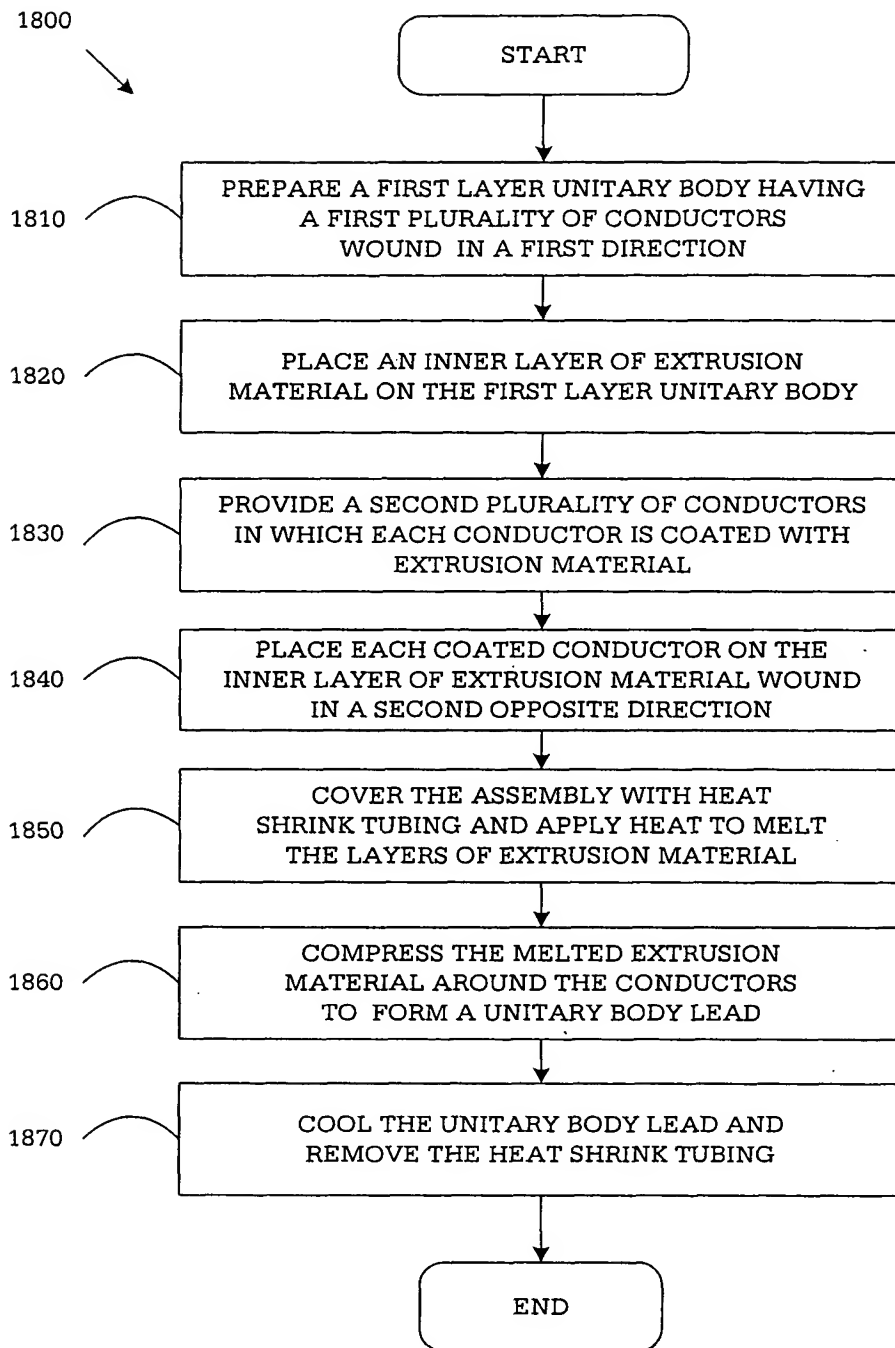 1800
START
1810
PREPARE A FIRST LAYER UNITARY BODY HAVING
A FIRST PLURALITY OF CONDUCTORS
WOUND IN A FIRST DIRECTION
1820
PLACE AN INNER LAYER OF EXTRUSION
MATERIAL ON THE FIRST LAYER UNITARY BODY
1830
PROVIDE A SECOND PLURALITY OF CONDUCTORS
IN WHICH EACH CONDUCTOR IS COATED WITH
EXTRUSION MATERIAL
1840
PLACE EACH COATED CONDUCTOR ON THE
INNER LAYER OF EXTRUSION MATERIAL WOUND
IN A SECOND OPPOSITE DIRECTION
1850
COVER THE ASSEMBLY WITH HEAT
SHRINK TUBING AND APPLY HEAT TO MELT
THE LAYERS OF EXTRUSION MATERIAL
1860
COMPRESS THE MELTED EXTRUSION
MATERIAL AROUND THE CONDUCTORS
TO FORM A UNITARY BODY LEAD
1870
COOL THE UNITARY BODY LEAD AND
REMOVE THE HEAT SHRINK TUBING
END